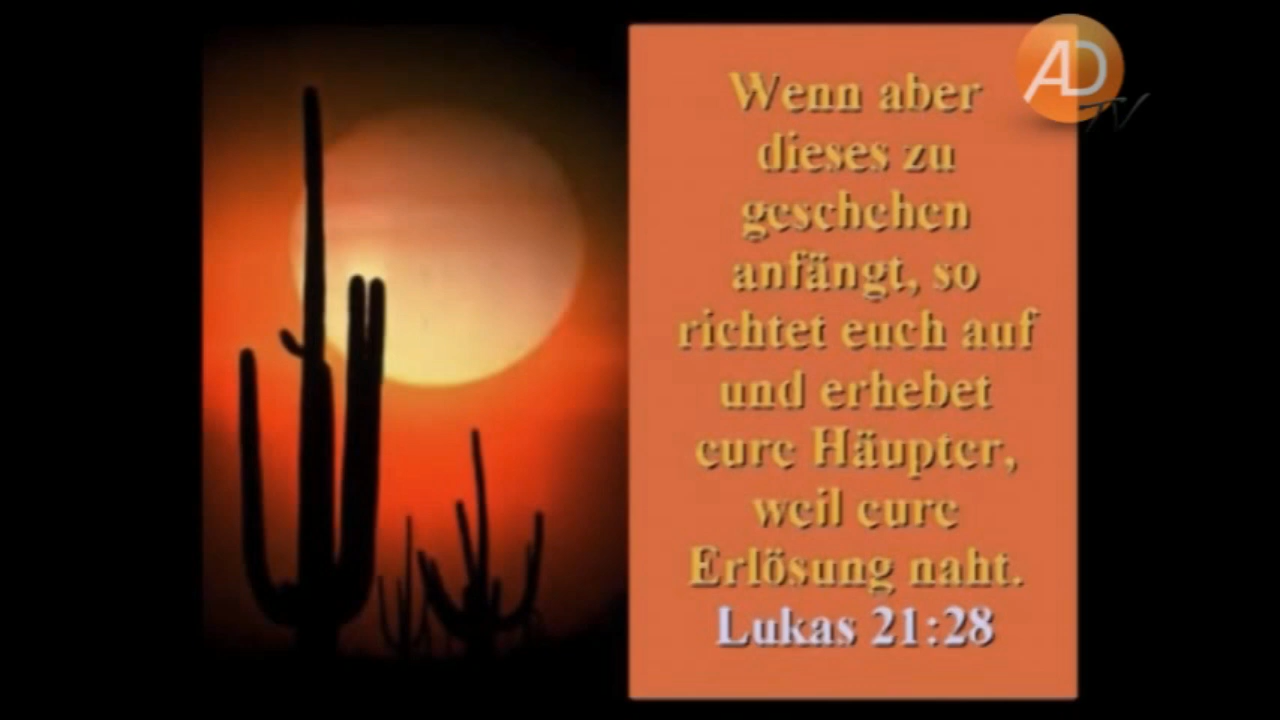 AD
TV
Wenn aber
dieses zu
geschehen
anfängt, so
richtet euch auf
und erhebet
eure Häupter,
weil eure
Erlösung naht.
Lukas 21:28